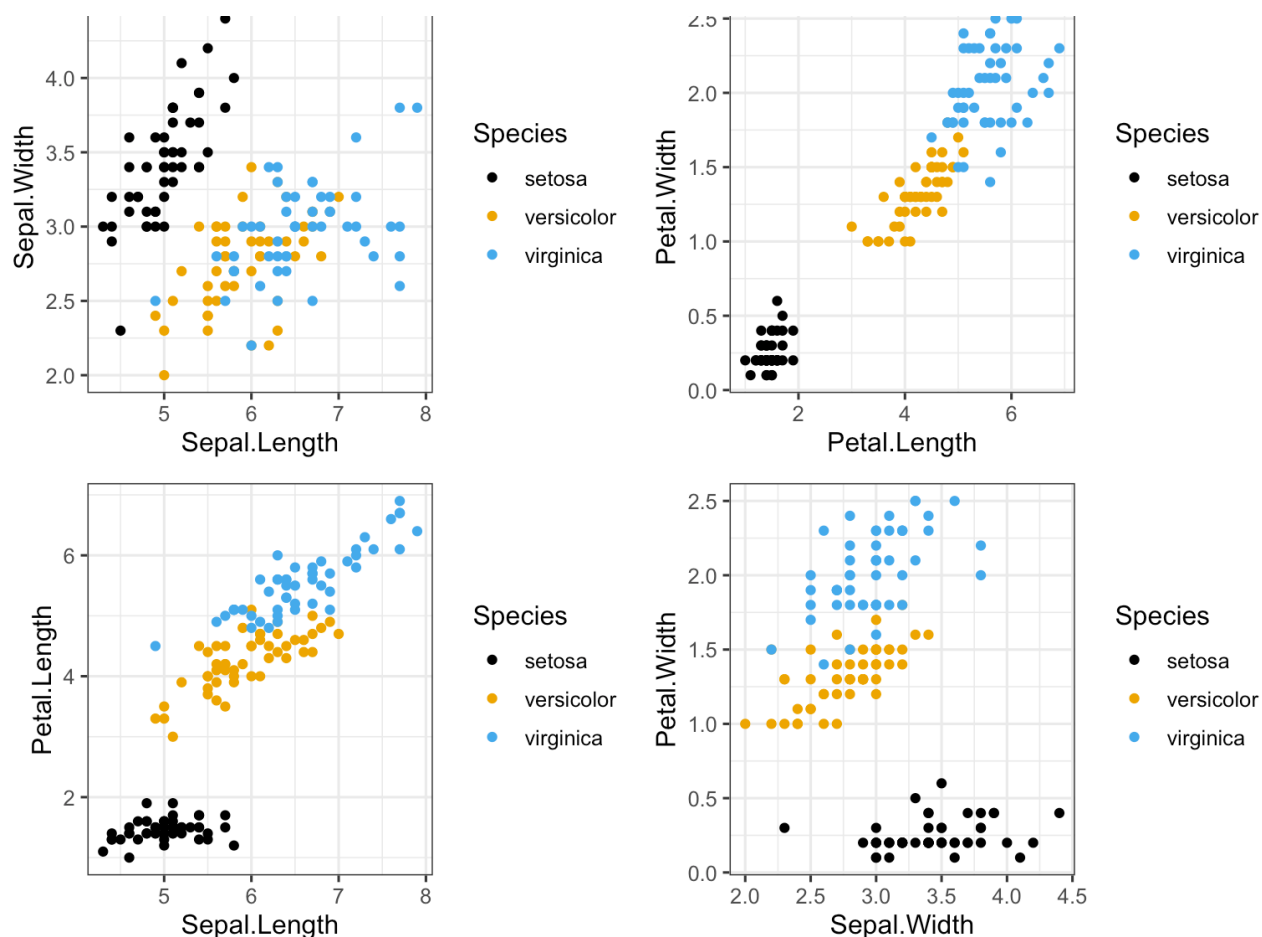 4.0
3.5
3.0
2.5
2.0
Sepal.Width
5 6 7 8
Sepal.Length
Species
setosa
versicolor
virginica
2.5
2.0
1.5
1.0
0.5
0.0
Petal.Width
2 4 6
Petal.Length
Species
setosa
versicolor
virginica
6
4
2
Petal.Length
5 6 7 8
Sepal.Length
Species
setosa
versicolor
virginica
2.5
2.0
1.5
1.0
0.5
0.0
Petal.Width
2.0 2.5 3.0 3.5 4.0 4.5
Sepal.Width
Species
setosa
versicolor
virginica